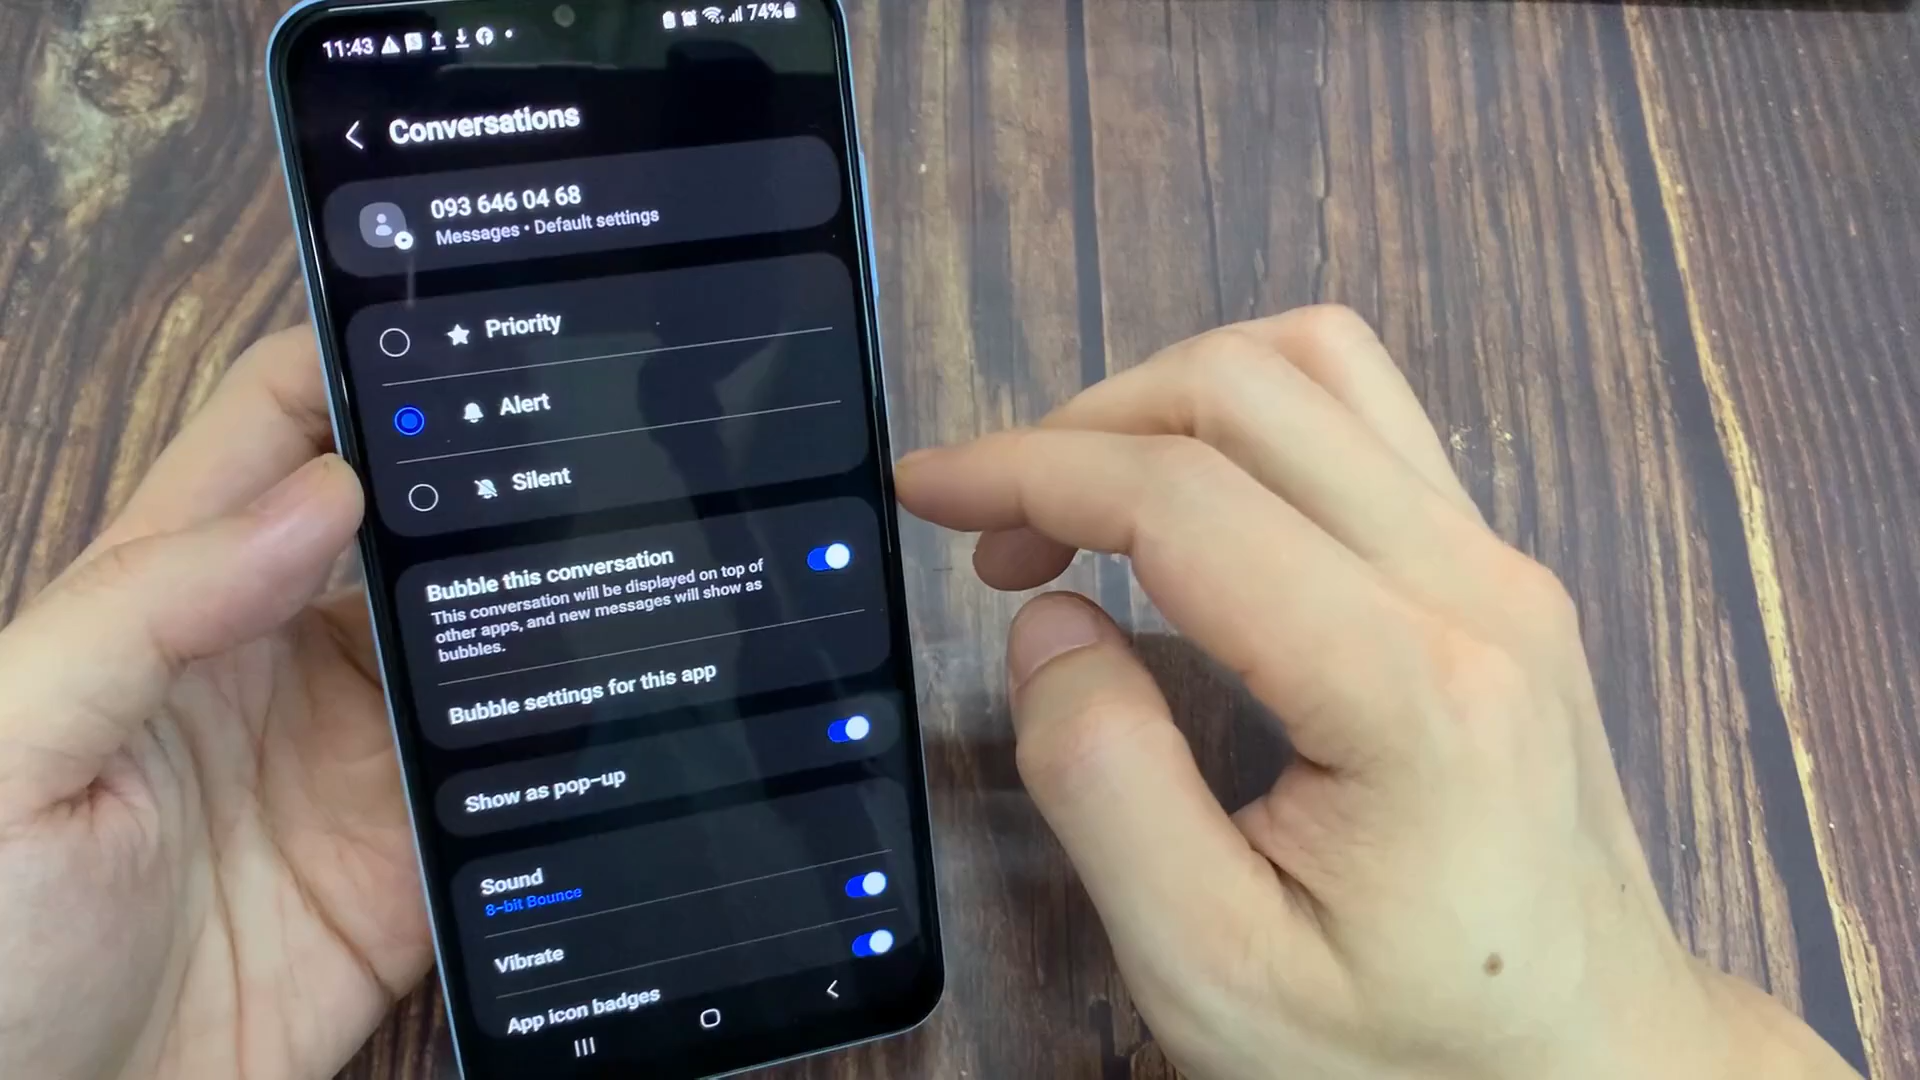 11:43
74%
Conversations
093 646 04 68
Messages • Default settings
Priority
Alert
Silent
Bubble this conversation
This conversation will be displayed on top of
other apps, and new messages will show as
bubbles.
Bubble settings for this app
Show as pop-up
Sound
8-bit Bounce
Vibrate
App icon badges